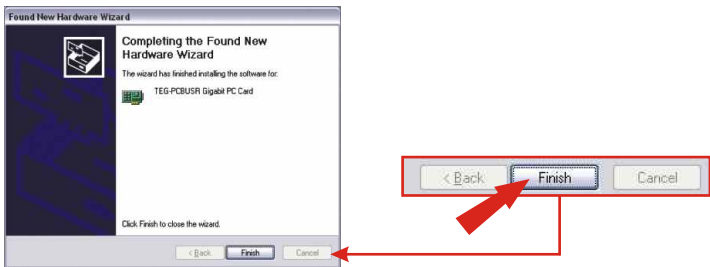 Found New Hardware Wizard
Completing the Found New
Hardware Wizard
The wizard has finished installing the software for:
TEG-PCBUSR Gigabit PC Card
Click Finish to close the wizard.
< Back Finish Cancel
< Back Finish Cancel